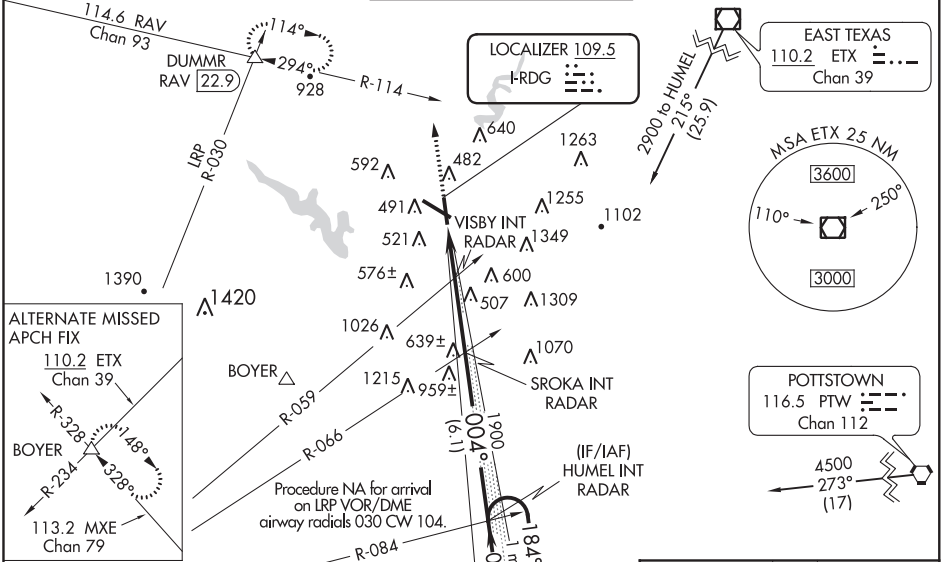 114.6 RAV
Chan 93
DUMMR
RAV 22.9
114°
294°
928
R-114
LRP
R-030
LOCALIZER 109.5
I-RDG
EAST TEXAS
110.2 ETX
Chan 39
2900 to HUMEL
215°
(25.9)
MSA ETX 25 NM
3600
110°
250°
3000
640
1263
592
482
491
1255
1102
VISBY INT
RADAR
521
1349
576±
600
507
1309
1390
1420
1026
639±
1070
BOYER
1215
959±
SROKA INT
RADAR
R-059
R-066
1900
004°
(6.1)
(IF/IAF)
HUMEL INT
RADAR
Procedure NA for arrival
on LRP VOR/DME
airway radials 030 CW 104.
R-084
184°
1 m
0
ALTERNATE MISSED
APCH FIX
110.2 ETX
Chan 39
R-328
148°
BOYER
328°
R-234
113.2 MXE
Chan 79
POTTSTOWN
116.5 PTW
Chan 112
4500
273°
(17)